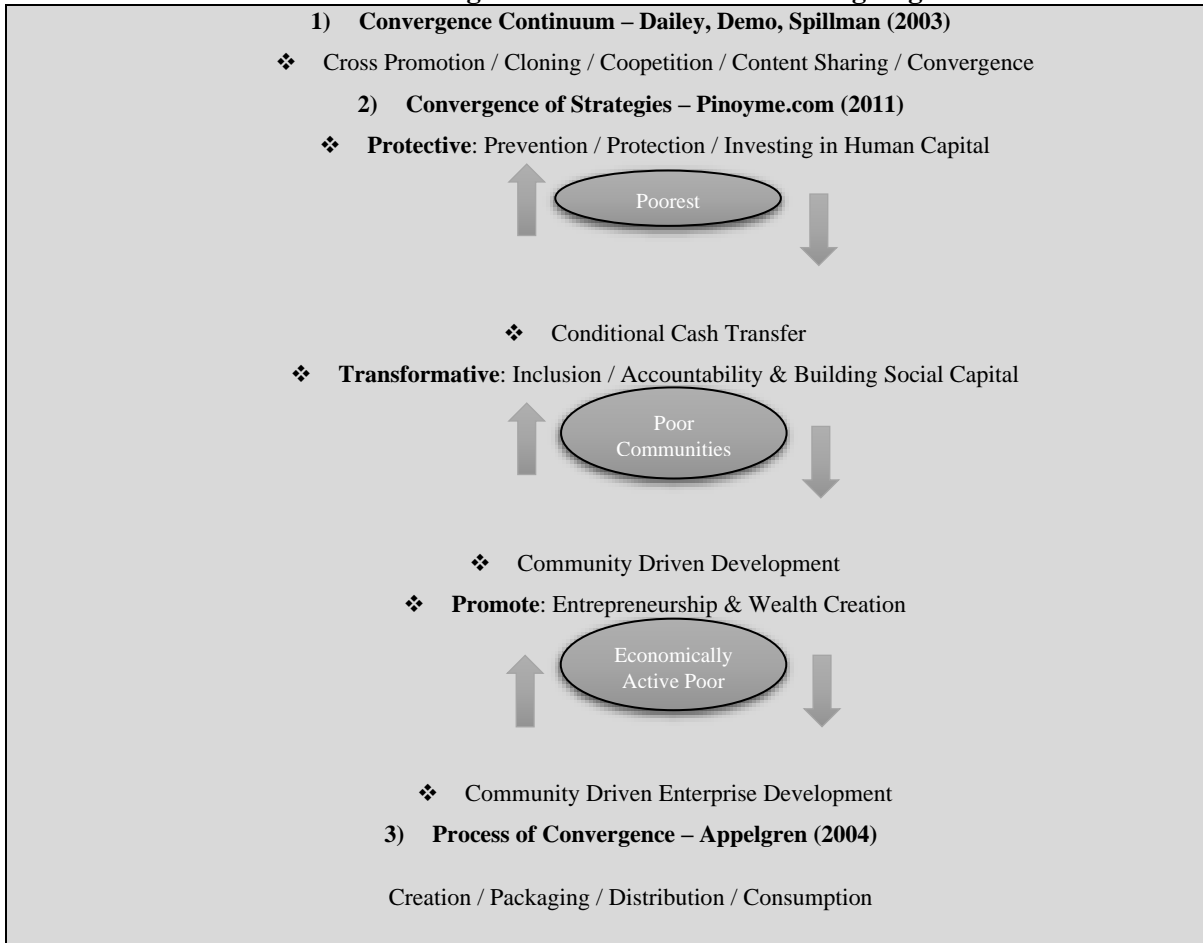 1) Convergence Continuum – Dailey, Demo, Spillman (2003)
❖ Cross Promotion / Cloning / Coopetition / Content Sharing / Convergence
2) Convergence of Strategies – Pinoyme.com (2011)
❖ Protective: Prevention / Protection / Investing in Human Capital
Poorest
❖ Conditional Cash Transfer
❖ Transformative: Inclusion / Accountability & Building Social Capital
Poor
Communities
❖ Community Driven Development
❖ Promote: Entrepreneurship & Wealth Creation
Economically
Active Poor
❖ Community Driven Enterprise Development
3) Process of Convergence – Appelgren (2004)
Creation / Packaging / Distribution / Consumption